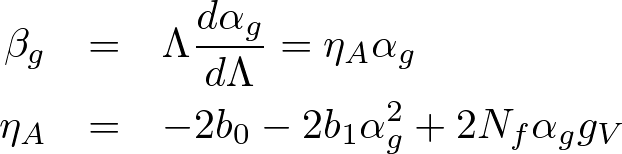 β_g = Λ dα_g/dΛ = η_A α_g
η_A = −2b_0 − 2b_1 α_g^2 + 2N_f α_g g_V